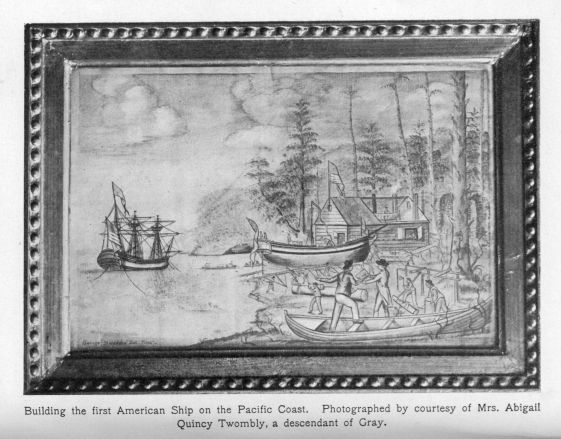 Building the first American Ship on the Pacific Coast. Photographed by courtesy of Mrs. Abigail
Quincy Twombly, a descendant of Gray.